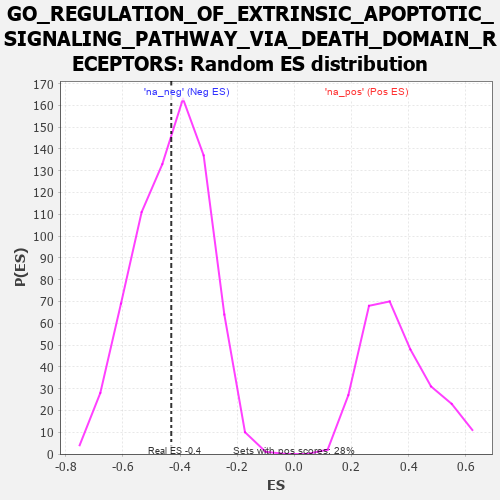 GO_REGULATION_OF_EXTRINSIC_APOPTOTIC_
SIGNALING_PATHWAY_VIA_DEATH_DOMAIN_R
ECEPTORS: Random ES distribution
'na_neg' (Neg ES) 'na_pos' (Pos ES)
170
160
150
140
130
120
110
100
90
80
70
60
50
40
30
20
10
0
P(ES)
Real ES -0.4 Sets with pos scores: 28%
-0.8 -0.6 -0.4 -0.2 0.0 0.2 0.4 0.6
ES